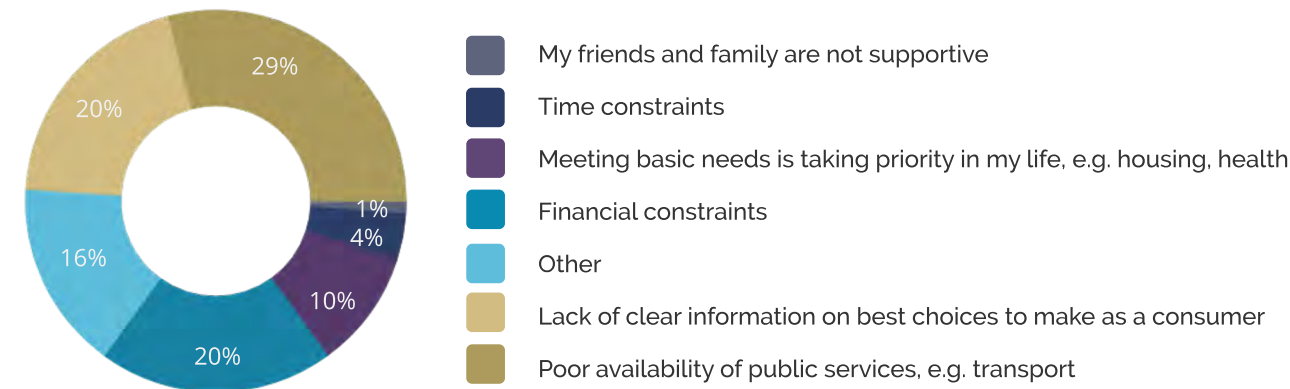 29%
20%
1%
4%
16%
10%
20%
My friends and family are not supportive
Time constraints
Meeting basic needs is taking priority in my life, e.g. housing, health
Financial constraints
Other
Lack of clear information on best choices to make as a consumer
Poor availability of public services, e.g. transport